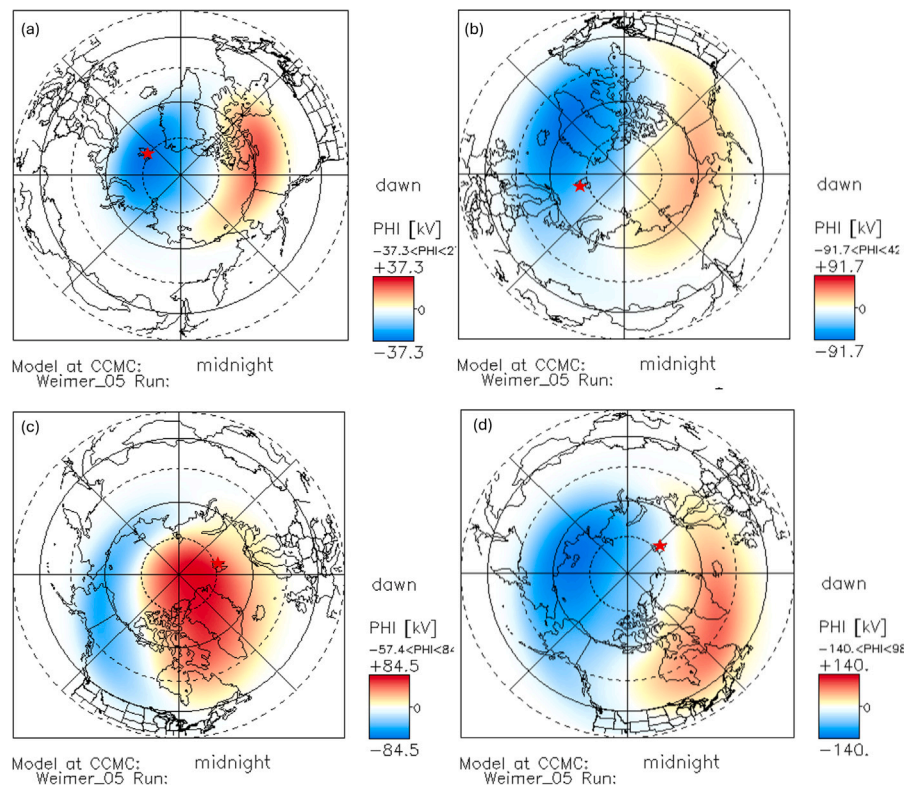 (a)
dawn
PHI [kV]
-37.3<PHI<27
+37.3
0
-37.3
Model at CCMC:
Weimer_05 Run:
midnight
(b)
dawn
PHI [kV]
-91.7<PHI<42
+91.7
0
-91.7
Model at CCMC:
Weimer_05 Run:
midnight
(c)
dawn
PHI [kV]
-57.4<PHI<84
+84.5
0
-84.5
Model at CCMC:
Weimer_05 Run:
midnight
(d)
dawn
PHI [kV]
-140.<PHI<98
+140.
0
-140.
Model at CCMC:
Weimer_05 Run:
midnight